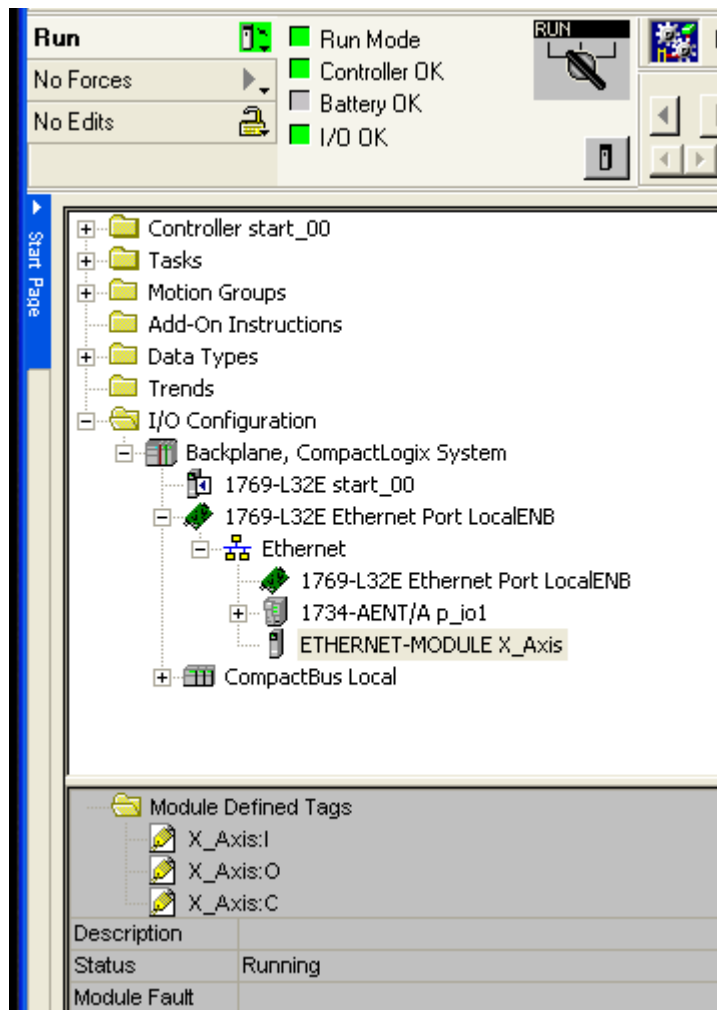 Run
Run Mode
RUN
No Forces
Controller OK
Battery OK
No Edits
I/O OK
Start Page
Controller start_00
Tasks
Motion Groups
Add-On Instructions
Data Types
Trends
I/O Configuration
Backplane, CompactLogix System
1769-L32E start_00
1769-L32E Ethernet Port LocalENB
Ethernet
1769-L32E Ethernet Port LocalENB
1734-AENT/A p_io1
ETHERNET-MODULE X_Axis
CompactBus Local
Module Defined Tags
X_Axis:I
X_Axis:O
X_Axis:C
Description
Status Running
Module Fault